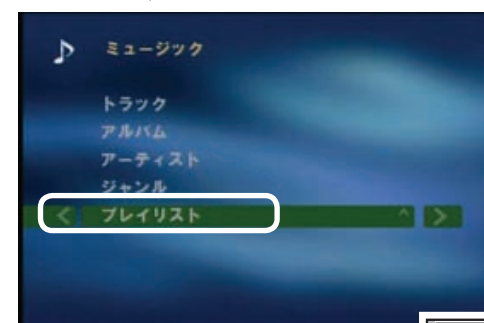 ミュージック
トラック
アルバム
アーティスト
ジャンル
プレイリスト